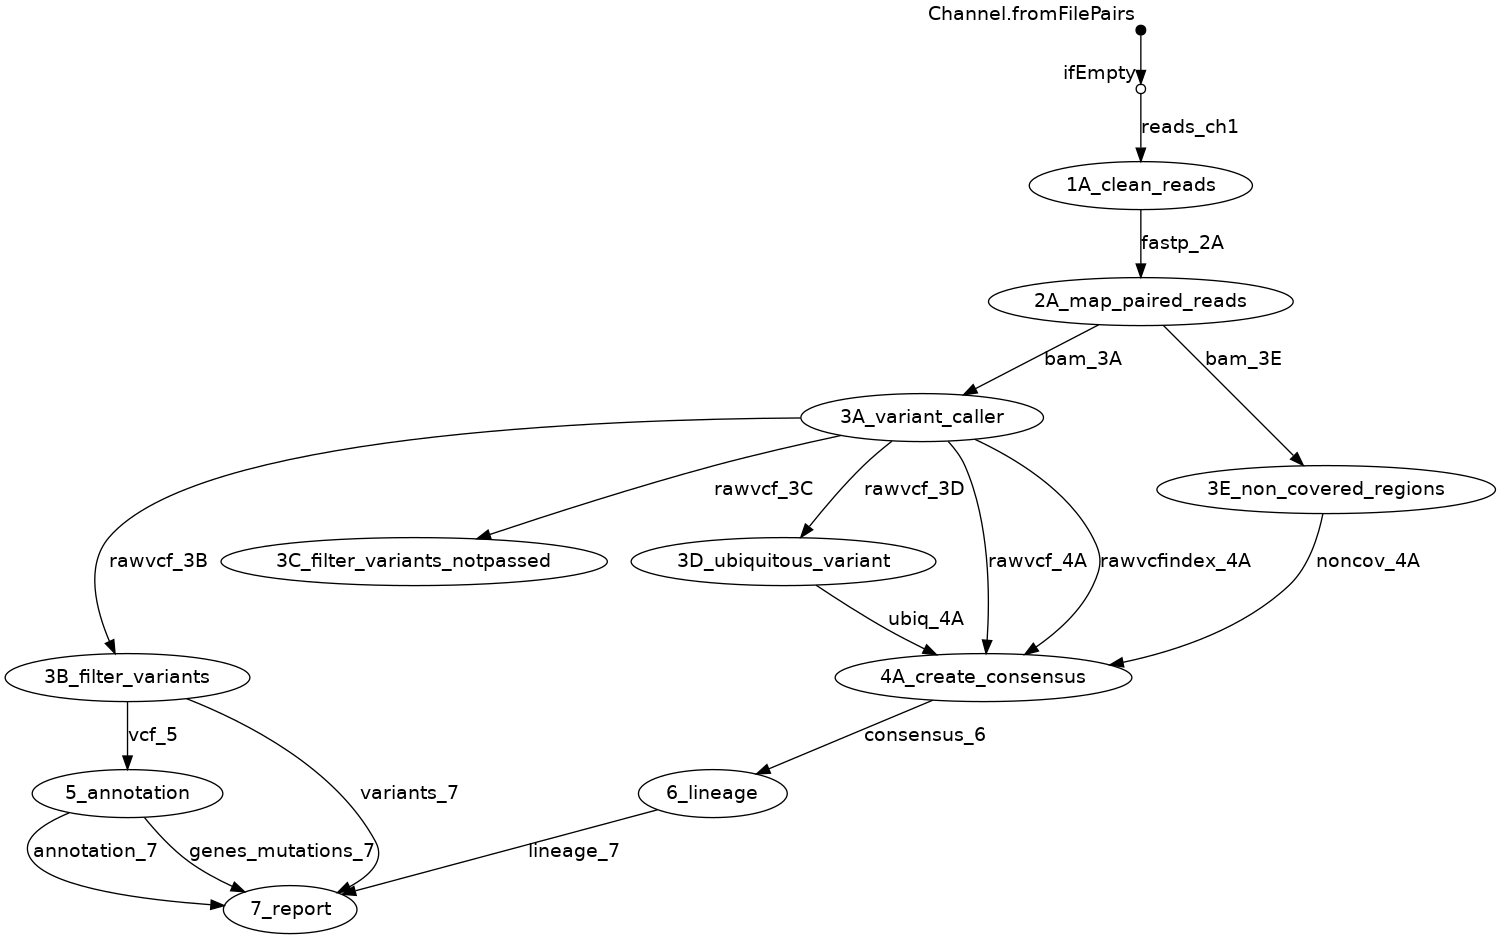 Channel.fromFilePairs
ifEmpty
reads_ch1
1A_clean_reads
fastp_2A
2A_map_paired_reads
bam_3A
bam_3E
3A_variant_caller
rawvcf_3C
rawvcf_3D
3E_non_covered_regions
rawvcf_3B
3C_filter_variants_notpassed
3D_ubiquitous_variant
rawvcf_4A
rawvcfindex_4A
noncov_4A
ubiq_4A
3B_filter_variants
4A_create_consensus
vcf_5
consensus_6
5_annotation
variants_7
6_lineage
annotation_7
genes_mutations_7
lineage_7
7_report